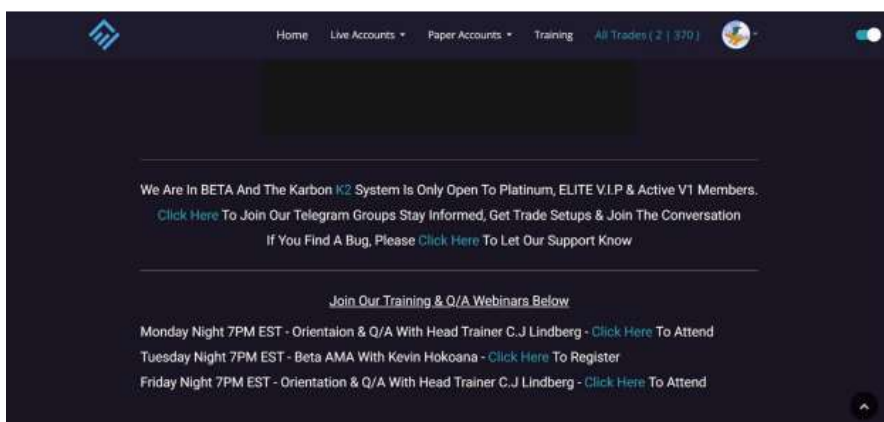 Home Live Accounts Paper Accounts Training All Trades ( 2 | 370 )
We Are In BETA And The Karbon K2 System Is Only Open To Platinum, ELITE V.I.P & Active V1 Members.
Click Here To Join Our Telegram Groups Stay Informed, Get Trade Setups & Join The Conversation
If You Find A Bug, Please Click Here To Let Our Support Know
Join Our Training & Q/A Webinars Below
Monday Night 7PM EST - Orientaion & Q/A With Head Trainer C.J Lindberg - Click Here To Attend
Tuesday Night 7PM EST - Beta AMA With Kevin Hokoana - Click Here To Register
Friday Night 7PM EST - Orientation & Q/A With Head Trainer C.J Lindberg - Click Here To Attend